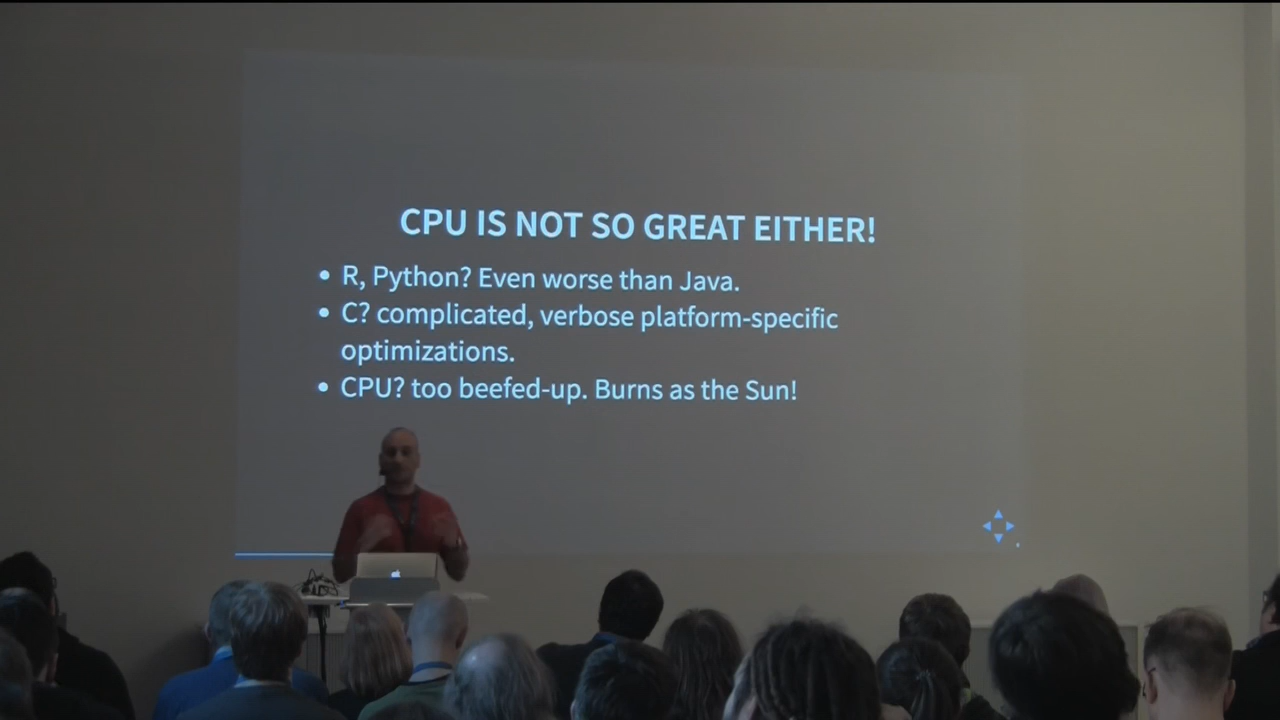 CPU IS NOT SO GREAT EITHER!
• R, Python? Even worse than Java.
• C? complicated, verbose platform-specific
optimizations.
• CPU? too beefed-up. Burns as the Sun!